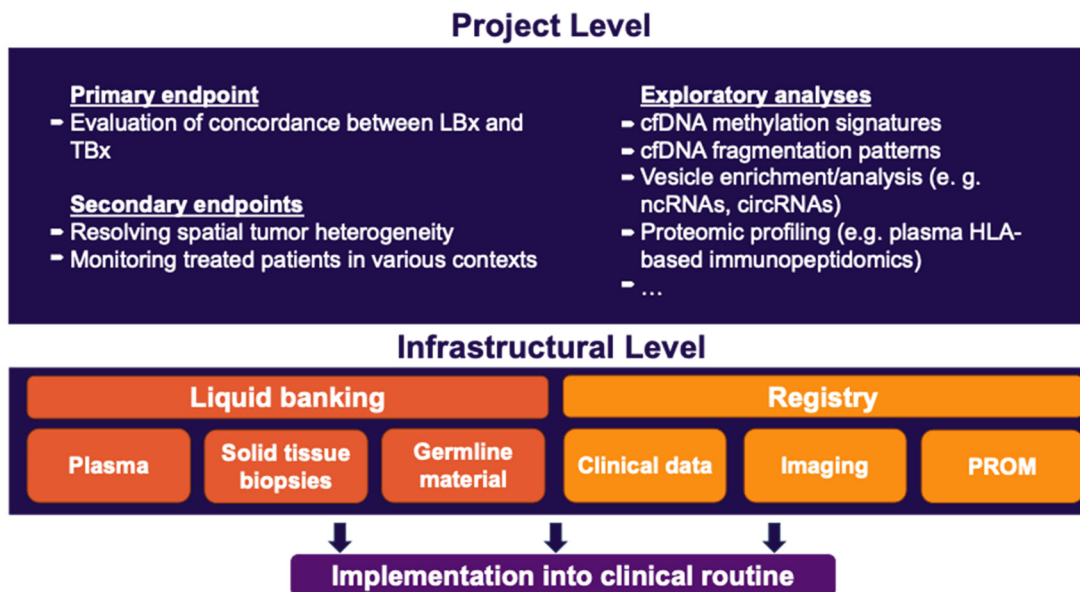 Project Level
Primary endpoint
Evaluation of concordance between LBx and
TBx
Secondary endpoints
Resolving spatial tumor heterogeneity
Monitoring treated patients in various contexts
Exploratory analyses
cfDNA methylation signatures
cfDNA fragmentation patterns
Vesicle enrichment/analysis (e. g.
ncRNAs, circRNAs)
Proteomic profiling (e.g. plasma HLA-
based immunopeptidomics)
…
Infrastructural Level
Liquid banking
Registry
Plasma
Solid tissue
biopsies
Germline
material
Clinical data
Imaging
PROM
Implementation into clinical routine